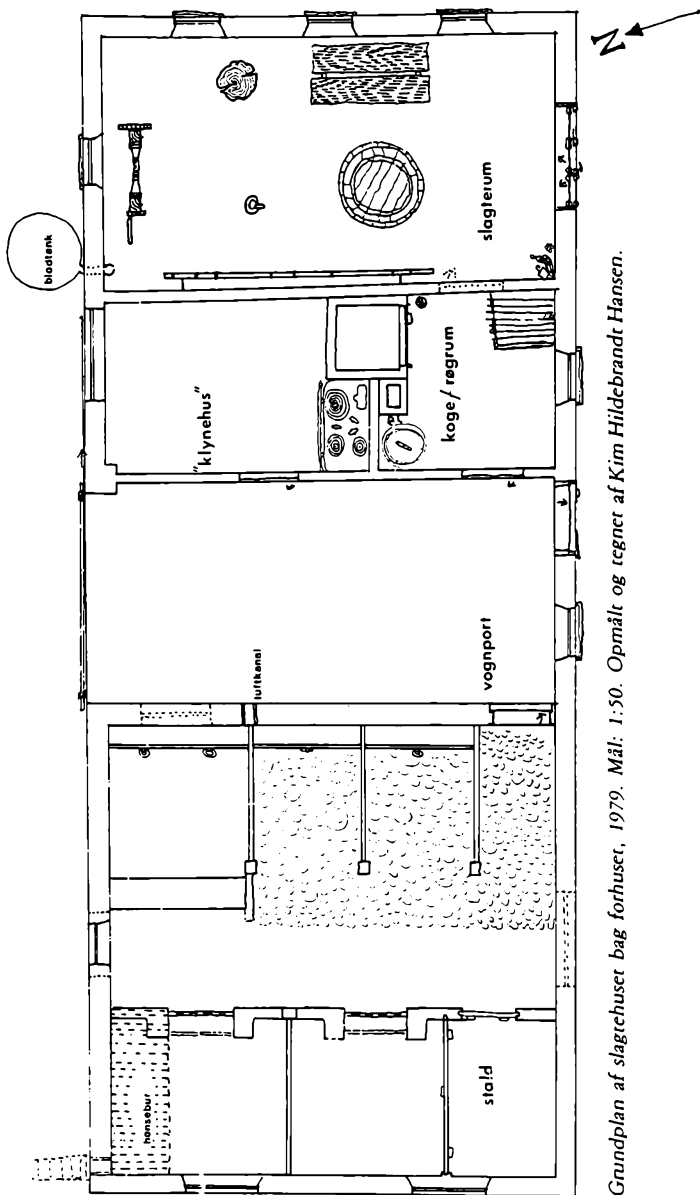 N
blodtank
slagterum
"klynehus"
koge/røgrum
luftkanal
vognport
hønsebur
stald
Grundplan af slagtehuset bag forhuset, 1979. Mål: 1:50. Opmålt og tegnet af Kim Hildebrandt Hansen.